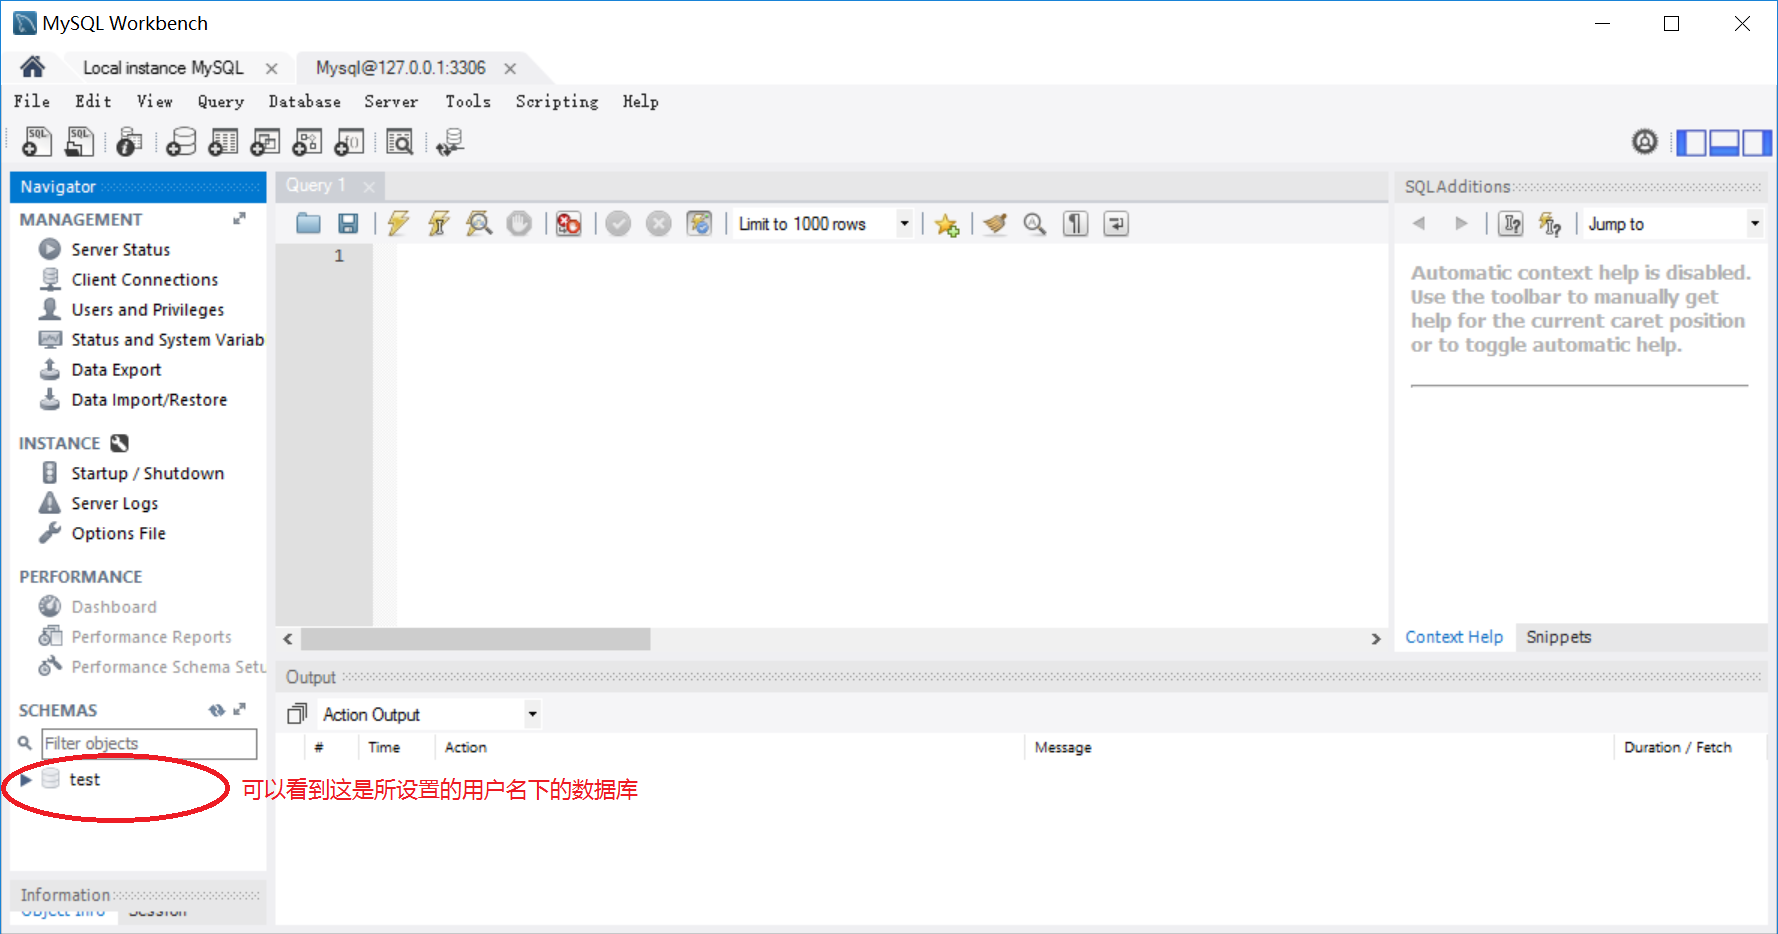 MySQL Workbench
Local instance MySQL
Mysql@127.0.0.1:3306
File Edit View Query Database Server Tools Scripting Help
Navigator
MANAGEMENT
Server Status
Client Connections
Users and Privileges
Status and System Variab
Data Export
Data Import/Restore
INSTANCE
Startup / Shutdown
Server Logs
Options File
PERFORMANCE
Dashboard
Performance Reports
Performance Schema Setu
SCHEMAS
Filter objects
test
可以看到这是所设置的用户名下的数据库
Information
Object Info Session
Query 1
Limit to 1000 rows
1
SQLAdditions
Jump to
Automatic context help is disabled.
Use the toolbar to manually get
help for the current caret position
or to toggle automatic help.
Context Help Snippets
Output
Action Output
# Time Action Message Duration / Fetch